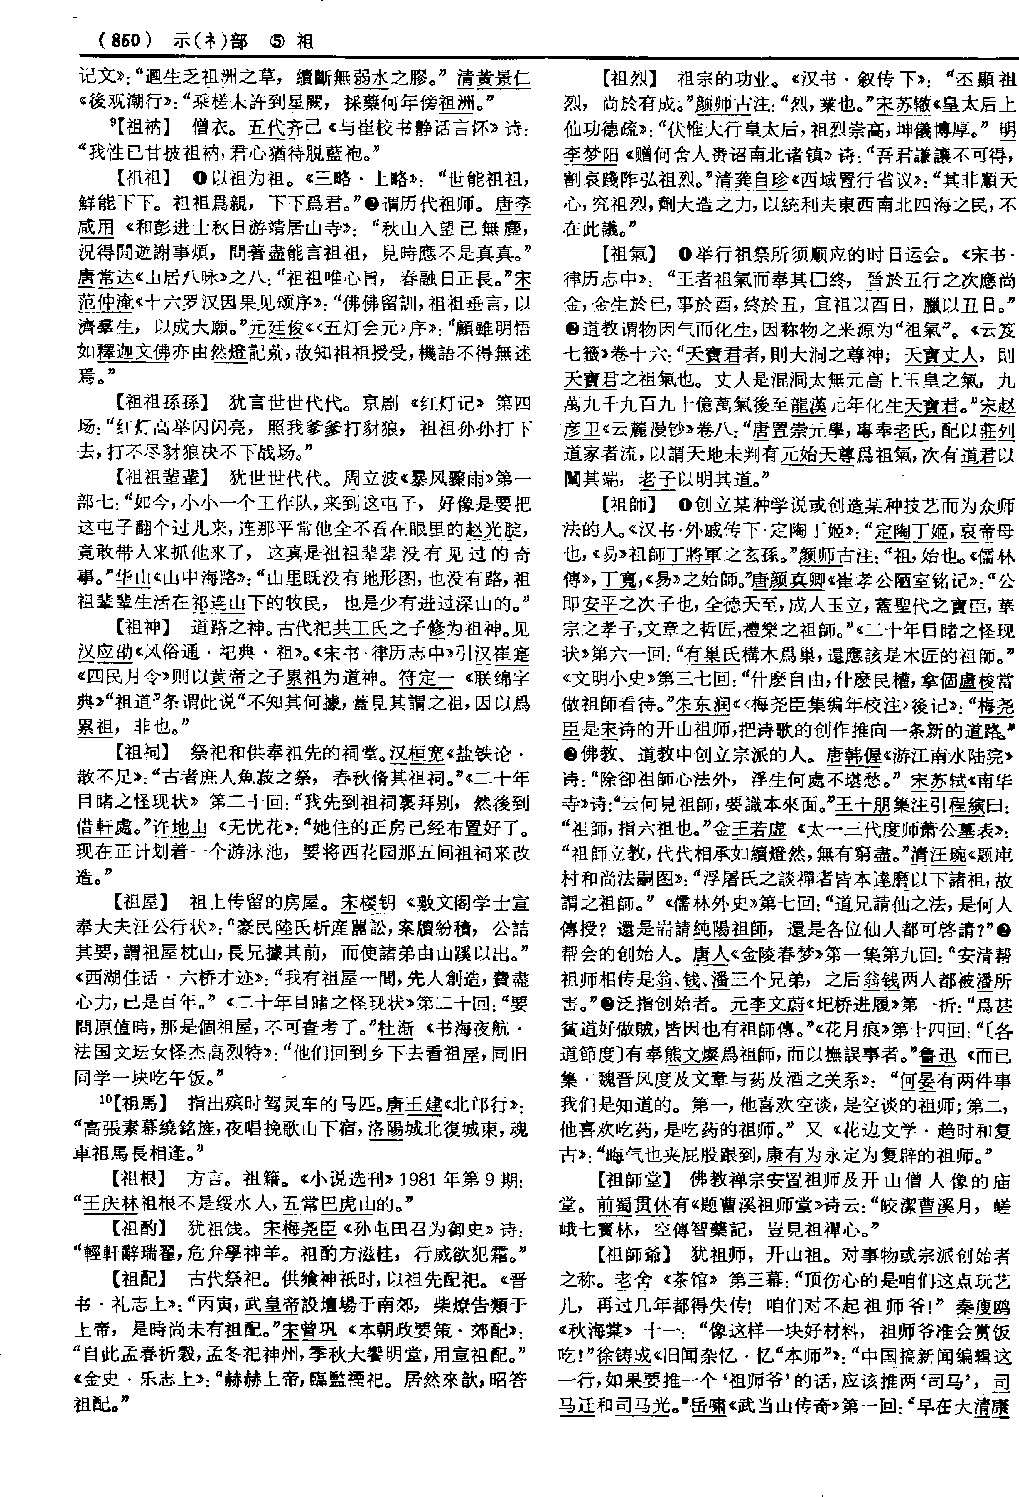 (850) 示(礻)部 ⑤ 祖
记文》：“迴生乏祖洲之草，續斷無弱水之膠。”清黄景仁
《後观潮行》：“乘槎未許到星闕，採藥何年傍祖洲。”
⁹【祖衲】 僧衣。五代齐己《与崔校书静话言怀》诗：
“我性已甘披祖衲，君心猶待脱藍袍。”
【祖祖】 ❶以祖为祖。《三略·上略》：“世能祖祖，
鮮能下下。祖祖爲親，下下爲君。”❷谓历代祖师。唐李
咸用《和彭进士秋日游靖居山寺》：“秋山入望已無塵，
況得閒遊謝事頻，問著盡能言祖祖，見時應不是真真。”
唐常达《山居八咏》之八：“祖祖唯心旨，春融日正長。”宋
范仲淹《十六罗汉因果见颂序》：“佛佛留訓，祖祖垂言，以
濟羣生，以成大願。”元廷俊《〈五灯会元〉序》：“顧雖明悟
如釋迦文佛亦由然燈記莂，故知祖祖授受，機語不得無述
焉。”
【祖祖孫孫】 犹言世世代代。京剧《红灯记》第四
场：“红灯高举闪闪亮，照我爹爹打豺狼，祖祖孙孙打下
去，打不尽豺狼决不下战场。”
【祖祖輩輩】 犹世世代代。周立波《暴风骤雨》第一
部七：“如今，小小一个工作队，来到这屯子，好像是要把
这屯子翻个过儿来，连那平常他全不看在眼里的赵光腚，
竟敢带人来抓他来了，这真是祖祖辈辈没有见过的奇
事。”华山《山中海路》：“山里既没有地形图，也没有路，祖
祖辈辈生活在祁连山下的牧民，也是少有进过深山的。”
【祖神】 道路之神。古代祀共工氏之子修为祖神。见
汉应劭《风俗通·祀典·祖》。《宋书·律历志中》引汉崔寔
《四民月令》则以黄帝之子累祖为道神。符定一《联绵字
典》“祖道”条谓此说“不知其何據，蓋見其謂之祖，因以爲
累祖，非也。”
【祖祠】 祭祀和供奉祖先的祠堂。汉桓宽《盐铁论·
散不足》：“古者庶人魚菽之祭，春秋脩其祖祠。”《二十年
目睹之怪现状》第二十回：“我先到祖祠裏拜别，然後到
借軒處。”许地山《无忧花》：“她住的正房已经布置好了。
现在正计划着一个游泳池，要将西花园那五间祖祠来改
造。”
【祖屋】 祖上传留的房屋。宋楼钥《敷文阁学士宣
奉大夫汪公行状》：“豪民陸氏析産嚚訟，案牘紛積，公詰
其要，謂祖屋枕山，長兄據其前，而使諸弟由山蹊以出。”
《西湖佳话·六桥才迹》：“我有祖屋一間，先人創造，費盡
心力，已是百年。”《二十年目睹之怪现状》第二十回：“要
問原值時，那是個祖屋，不可查考了。”杜渐《书海夜航·
法国文坛女怪杰高烈特》：“他们回到乡下去看祖屋，同旧
同学一块吃午饭。”
¹⁰【祖馬】 指出殡时驾灵车的马匹。唐王建《北邙行》：
“高張素幕繞銘旌，夜唱挽歌山下宿，洛陽城北復城東，魂
車祖馬長相逢。”
【祖根】 方言。祖籍。《小说选刊》1981年第9期：
“王庆林祖根不是绥水人，五常巴虎山的。”
【祖酌】 犹祖饯。宋梅尧臣《孙屯田召为御史》诗：
“輕軒辭瑞翟，危弁學神羊。祖酌方滋桂，行威欲犯霜。”
【祖配】 古代祭祀。供飨神祇时，以祖先配祀。《晋
书·礼志上》：“丙寅，武皇帝設壇場于南郊，柴燎告類于
上帝，是時尚未有祖配。”宋曾巩《本朝政要策·郊配》：
“自此孟春祈穀，孟冬祀神州，季秋大饗明堂，用宣祖配。”
《金史·乐志上》：“赫赫上帝，臨監禋祀。居然來歆，昭答
祖配。”
【祖烈】 祖宗的功业。《汉书·叙传下》：“丕顯祖
烈，尚於有成。”颜师古注：“烈，業也。”宋苏辙《皇太后上
仙功德疏》：“伏惟大行皇太后，祖烈崇高，坤儀博厚。”明
李梦阳《赠何舍人赍诏南北诸镇》诗：“吾君謙讓不可得，
割哀踐阼弘祖烈。”清龚自珍《西域置行省议》：“其非順天
心，究祖烈，劑大造之力，以統利夫東西南北四海之民，不
在此議。”
【祖氣】 ❶举行祖祭所须顺应的时日运会。《宋书·
律历志中》：“王者祖氣而奉其□終，晉於五行之次應尚
金，金生於巳，事於酉，終於丑，宜祖以酉日，臘以丑日。”
❷道教谓物因气而化生，因称物之来源为“祖氣”。《云笈
七籤》卷十六：“天寶君者，則大洞之尊神；天寶丈人，則
天寶君之祖氣也。丈人是混洞太無元高上玉皇之氣，九
萬九千九百九十億萬氣後至龍漢元年化生天寶君。”宋赵
彦卫《云麓漫钞》卷八：“唐置崇元學，專奉老氏，配以莊列
道家者流，以謂天地未判有元始天尊爲祖氣，次有道君以
闡其端，老子以明其道。”
【祖師】 ❶创立某种学说或创造某种技艺而为众师
法的人。《汉书·外戚传下·定陶丁姬》：“定陶丁姬，哀帝母
也，《易》祖師丁將軍之玄孫。”颜师古注：“祖，始也。《儒林
傳》，丁寬，《易》之始師。”唐颜真卿《崔孝公陋室铭记》：“公
即安平之次子也，全德天至，成人玉立，蓋聖代之寶臣，華
宗之孝子，文章之哲匠，禮樂之祖師。”《二十年目睹之怪现
状》第六一回：“有巢氏構木爲巢，還應該是木匠的祖師。”
《文明小史》第三七回：“什麽自由，什麽民權，拿個盧梭當
做祖師看待。”朱东润《〈梅尧臣集编年校注〉後记》：“梅尧
臣是宋诗的开山祖师，把诗歌的创作推向一条新的道路。”
❷佛教、道教中创立宗派的人。唐韩偓《游江南水陆院》
诗：“除卻祖師心法外，浮生何處不堪愁。”宋苏轼《南华
寺》诗：“云何見祖師，要識本來面。”王十朋集注引程縯曰：
“祖師，指六祖也。”金王若虚《太一三代度师萧公墓表》：
“祖師立教，代代相承如續燈然，無有窮盡。”清汪琬《题洮
村和尚法嗣图》：“浮屠氏之談禪者皆本達磨以下諸祖，故
謂之祖師。”《儒林外史》第七回：“道兄請仙之法，是何人
傳授？還是耑請純陽祖師，還是各位仙人都可啓請？”❸
帮会的创始人。唐人《金陵春梦》第一集第九回：“安清帮
祖师相传是翁、钱、潘三个兄弟，之后翁钱两人都被潘所
害。”❹泛指创始者。元李文蔚《圯桥进履》第一折：“爲甚
貧道好做賊，皆因也有祖師傳。”《花月痕》第十四回：“〔各
道節度〕有奉熊文燦爲祖師，而以撫誤事者。”鲁迅《而已
集·魏晋风度及文章与药及酒之关系》：“何晏有两件事
我们是知道的。第一，他喜欢空谈，是空谈的祖师；第二，
他喜欢吃药，是吃药的祖师。”又《花边文学·趋时和复
古》：“晦气也夹屁股跟到，康有为永定为复辟的祖师。”
【祖師堂】 佛教禅宗安置祖师及开山僧人像的庙
堂。前蜀贯休有《题曹溪祖师堂》诗云：“皎潔曹溪月，嵯
峨七寶林，空傳智藥記，豈見祖禪心。”
【祖師爺】 犹祖师，开山祖。对事物或宗派创始者
之称。老舍《茶馆》第三幕：“顶伤心的是咱们这点玩艺
儿，再过几年都得失传！咱们对不起祖师爷！”秦瘦鸥
《秋海棠》十一：“像这样一块好材料，祖师爷准会赏饭
吃！”徐铸成《旧闻杂忆·忆“本师”》：“中国搞新闻编辑这
一行，如果要推一个‘祖师爷’的话，应该推两‘司马’，司
马迁和司马光。”岳啸《武当山传奇》第一回：“早在大清康